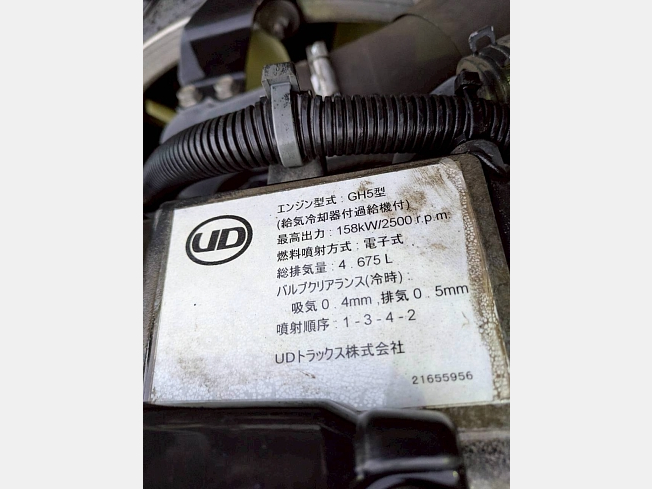 UD
エンジン型式 : GH5型
(給気冷却器付過給機付)
最高出力 : 158kW/2500 r.p.m
燃料噴射方式 : 電子式
総排気量 : 4.675L
バルブクリアランス(冷時) :
吸気0.4mm ,排気0.5mm
噴射順序 : 1-3-4-2
UDトラックス株式会社
21655956